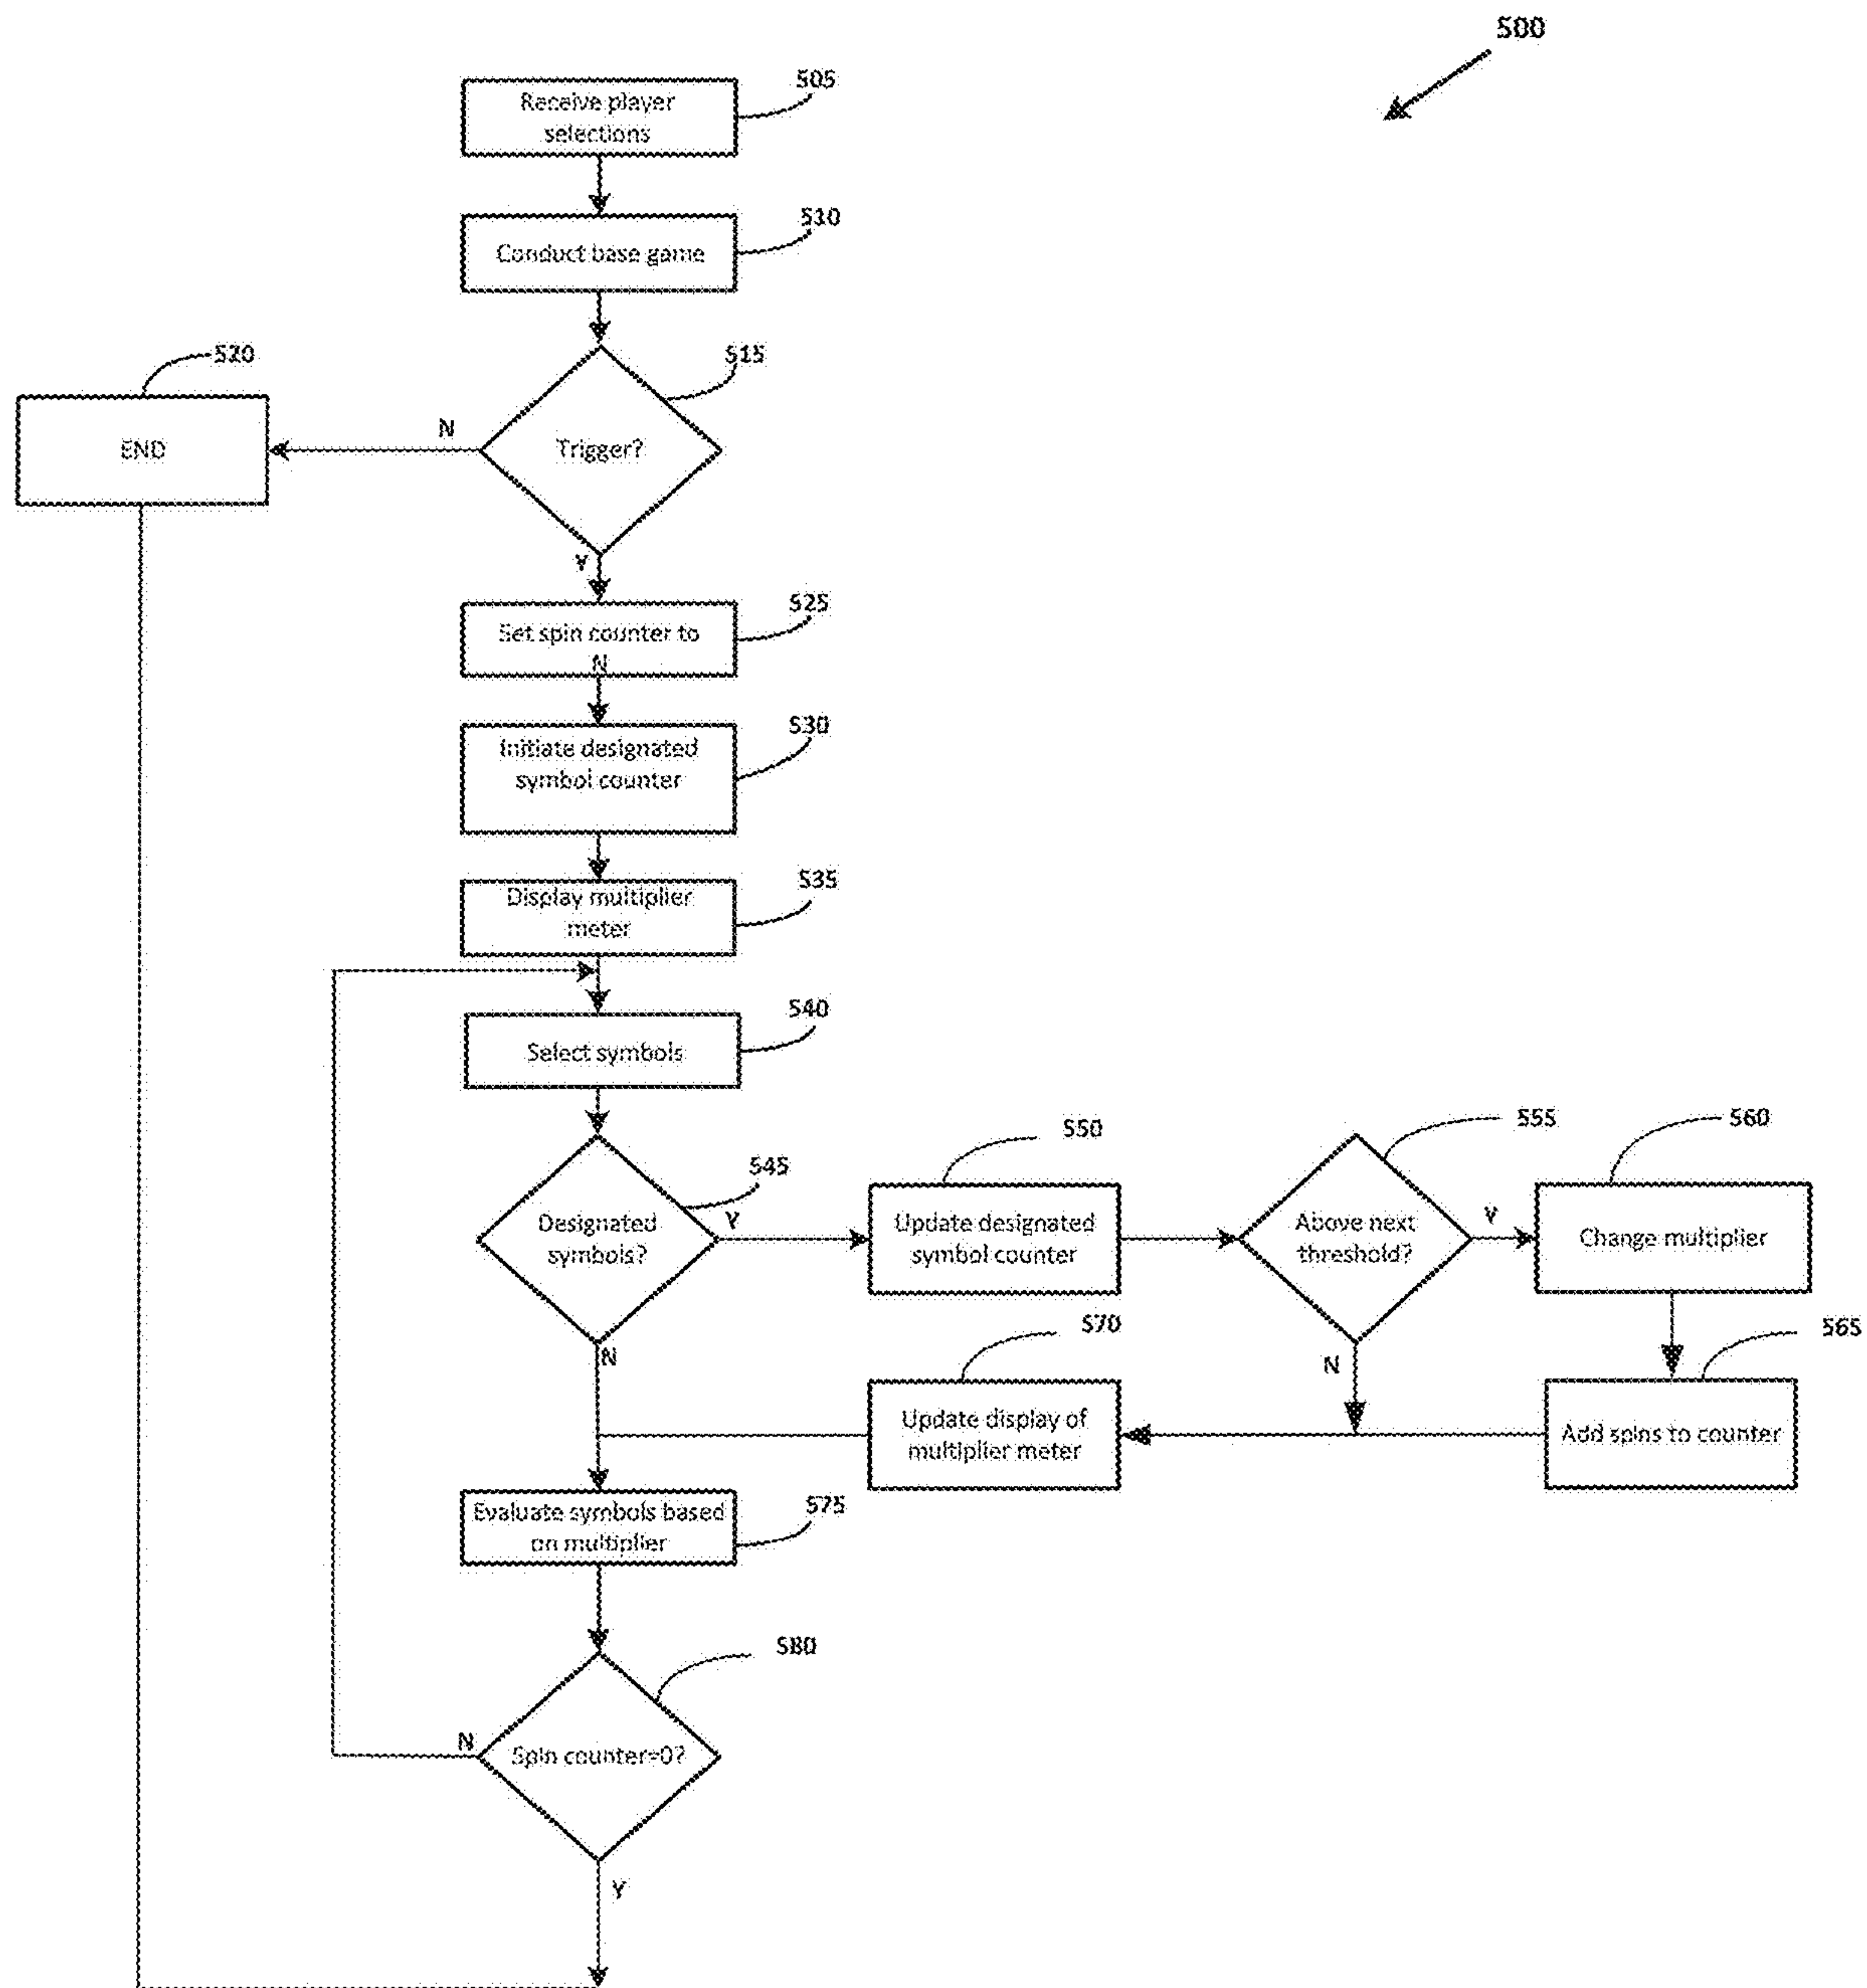 500
505
Receive player
selections
510
Conduct base game
520
515
END
N
Trigger?
Y
525
Set spin counter to
N
530
Initiate designated
symbol counter
535
Display multiplier
meter
540
Select symbols
545
Designated
symbols?
Y
N
550
Update designated
symbol counter
555
Above next
threshold?
Y
N
560
Change multiplier
565
Add spins to counter
570
Update display of
multiplier meter
575
Evaluate symbols based
on multiplier
580
Spin counter=0?
N
Y